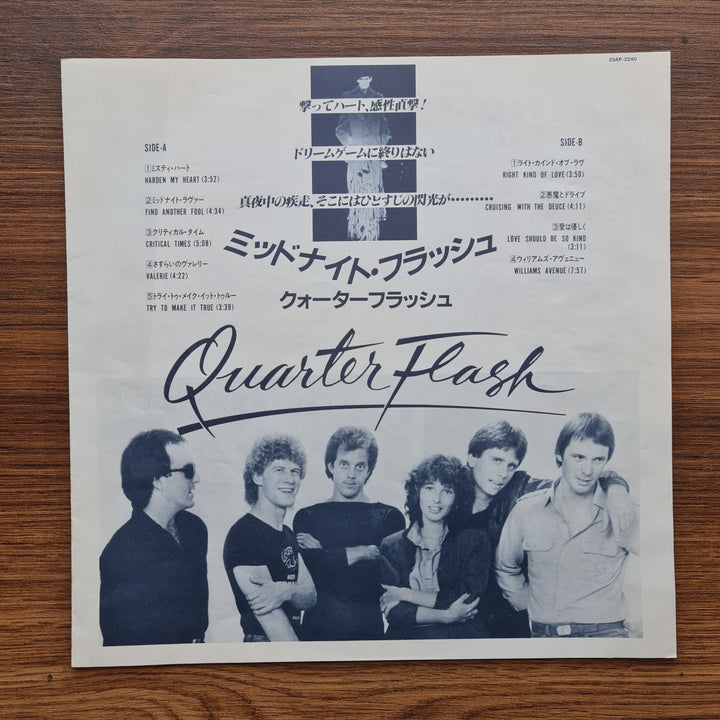 25AP-2240
撃ってハート、感性直撃！
ドリームゲームに終りはない
真夜中の疾走、そこにはひとすじの閃光が…………
SIDE-A
1ミスティ・ハート
HARDEN MY HEART (3:52)
2ミッドナイト・ラヴァー
FIND ANOTHER FOOL (4:34)
3クリティカル・タイム
CRITICAL TIMES (5:08)
4さすらいのヴァレリー
VALERIE (4:22)
5トライ・トゥ・メイク・イット・トゥルー
TRY TO MAKE IT TRUE (3:39)
SIDE-B
1ライト・カインド・オブ・ラヴ
RIGHT KIND OF LOVE (3:50)
2悪魔とドライブ
CRUISING WITH THE DEUCE (4:11)
3愛は優しく
LOVE SHOULD BE SO KIND
(3:11)
4ウィリアムズ・アヴェニュー
WILLIAMS AVENUE (7:57)
ミッドナイト・フラッシュ
クォーターフラッシュ
Quarter Flash